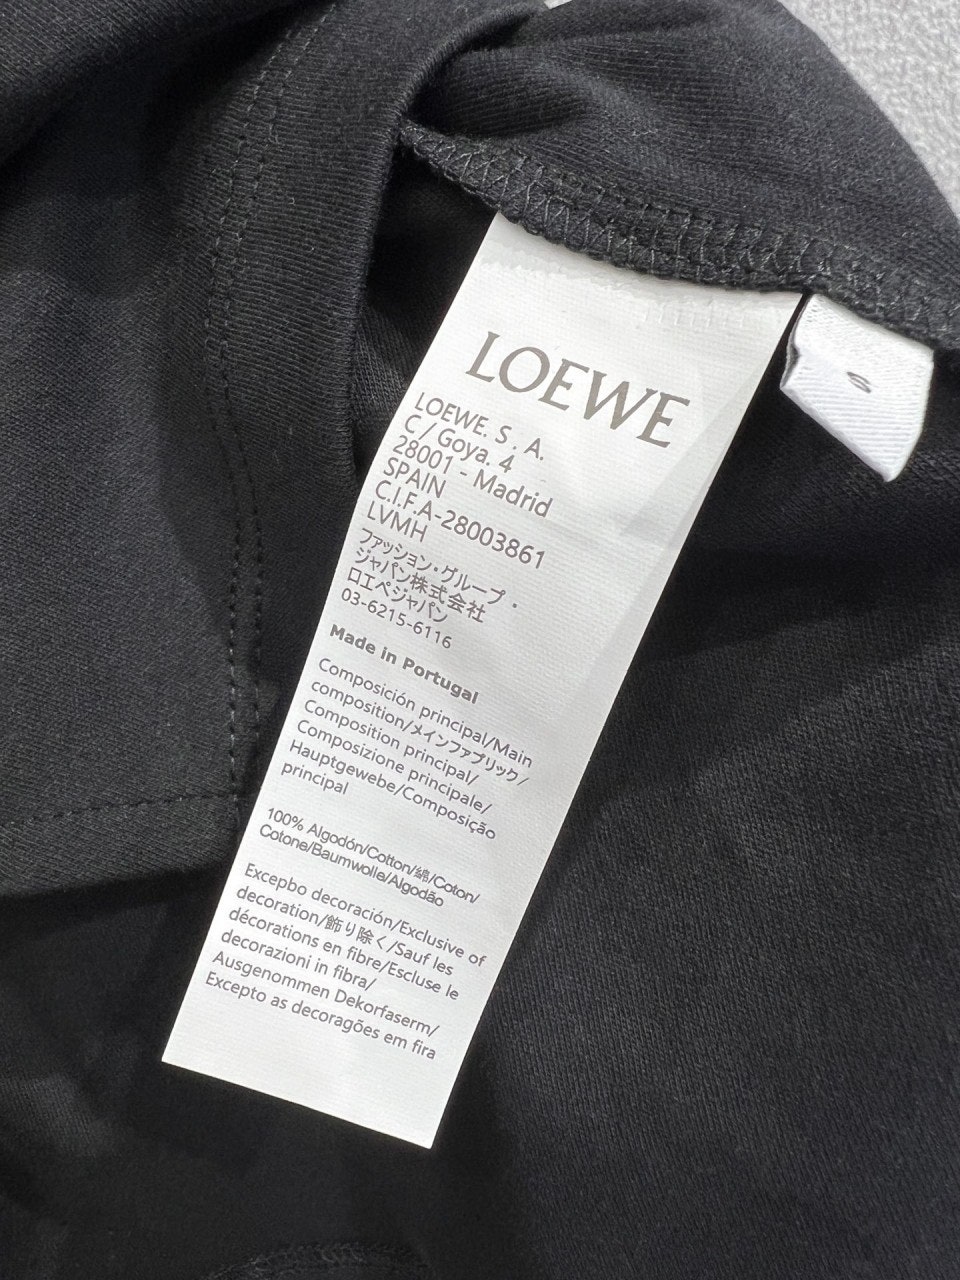 LOEWE
LOEWE. S. A.
C/Goya. 4
28001 - Madrid
SPAIN
C.I.F A-28003861
LVMH
ファッション・グループ・
ジャパン株式会社
ロエベジャパン
03-6215-6116
Made in Portugal
Composición principal/Main
composition/メインファブリック/
Composition principal/
Composizione principale/
Hauptgewebe/Composição
principal
100% Algodón/Cotton/綿/Coton/
Cotone/Baumwolle/Algodão
Excepbo decoración/Exclusive of
decoration/飾り除く/Sauf les
décorations en fibre/Escluse le
decorazioni in fibra/
Ausgenommen Dekorfaserm/
Excepto as decoragões em fira